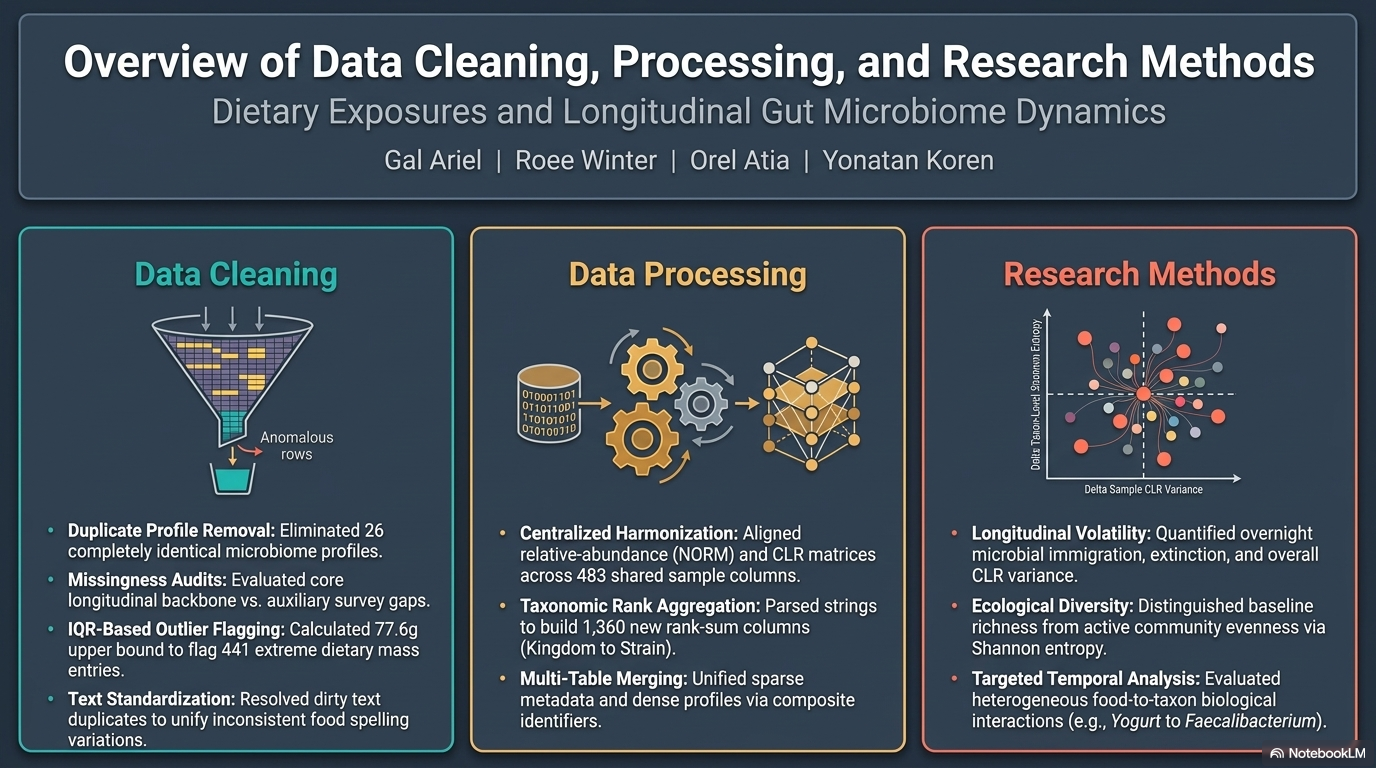 Overview of Data Cleaning, Processing, and Research Methods
Dietary Exposures and Longitudinal Gut Microbiome Dynamics
Gal Ariel | Roee Winter | Orel Atia | Yonatan Koren
Data Cleaning
Anomalous
rows
• Duplicate Profile Removal: Eliminated 26
completely identical microbiome profiles.
• Missingness Audits: Evaluated core
longitudinal backbone vs. auxiliary survey gaps.
• IQR-Based Outlier Flagging: Calculated 77.6g
upper bound to flag 441 extreme dietary mass
entries.
• Text Standardization: Resolved dirty text
duplicates to unify inconsistent food spelling
variations.
Data Processing
• Centralized Harmonization: Aligned
relative-abundance (NORM) and CLR matrices
across 483 shared sample columns.
• Taxonomic Rank Aggregation: Parsed strings
to build 1,360 new rank-sum columns
(Kingdom to Strain).
• Multi-Table Merging: Unified sparse
metadata and dense profiles via composite
identifiers.
Research Methods
Delta Sample CLR Variance
• Longitudinal Volatility: Quantified overnight
microbial immigration, extinction, and overall
CLR variance.
• Ecological Diversity: Distinguished baseline
richness from active community evenness via
Shannon entropy.
• Targeted Temporal Analysis: Evaluated
heterogeneous food-to-taxon biological
interactions (e.g., Yogurt to Faecalibacterium).
NotebookLM